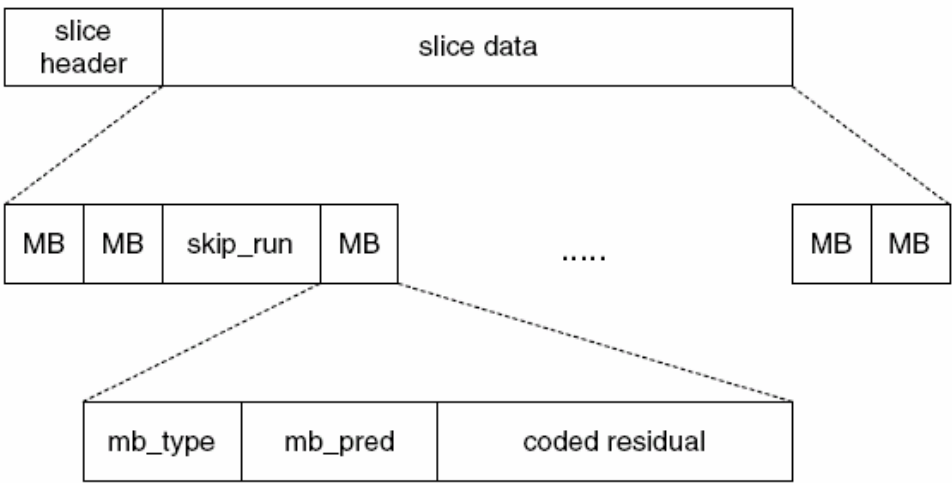 slice
header
slice data
MB
MB
skip_run
MB
.....
MB
MB
mb_type
mb_pred
coded residual